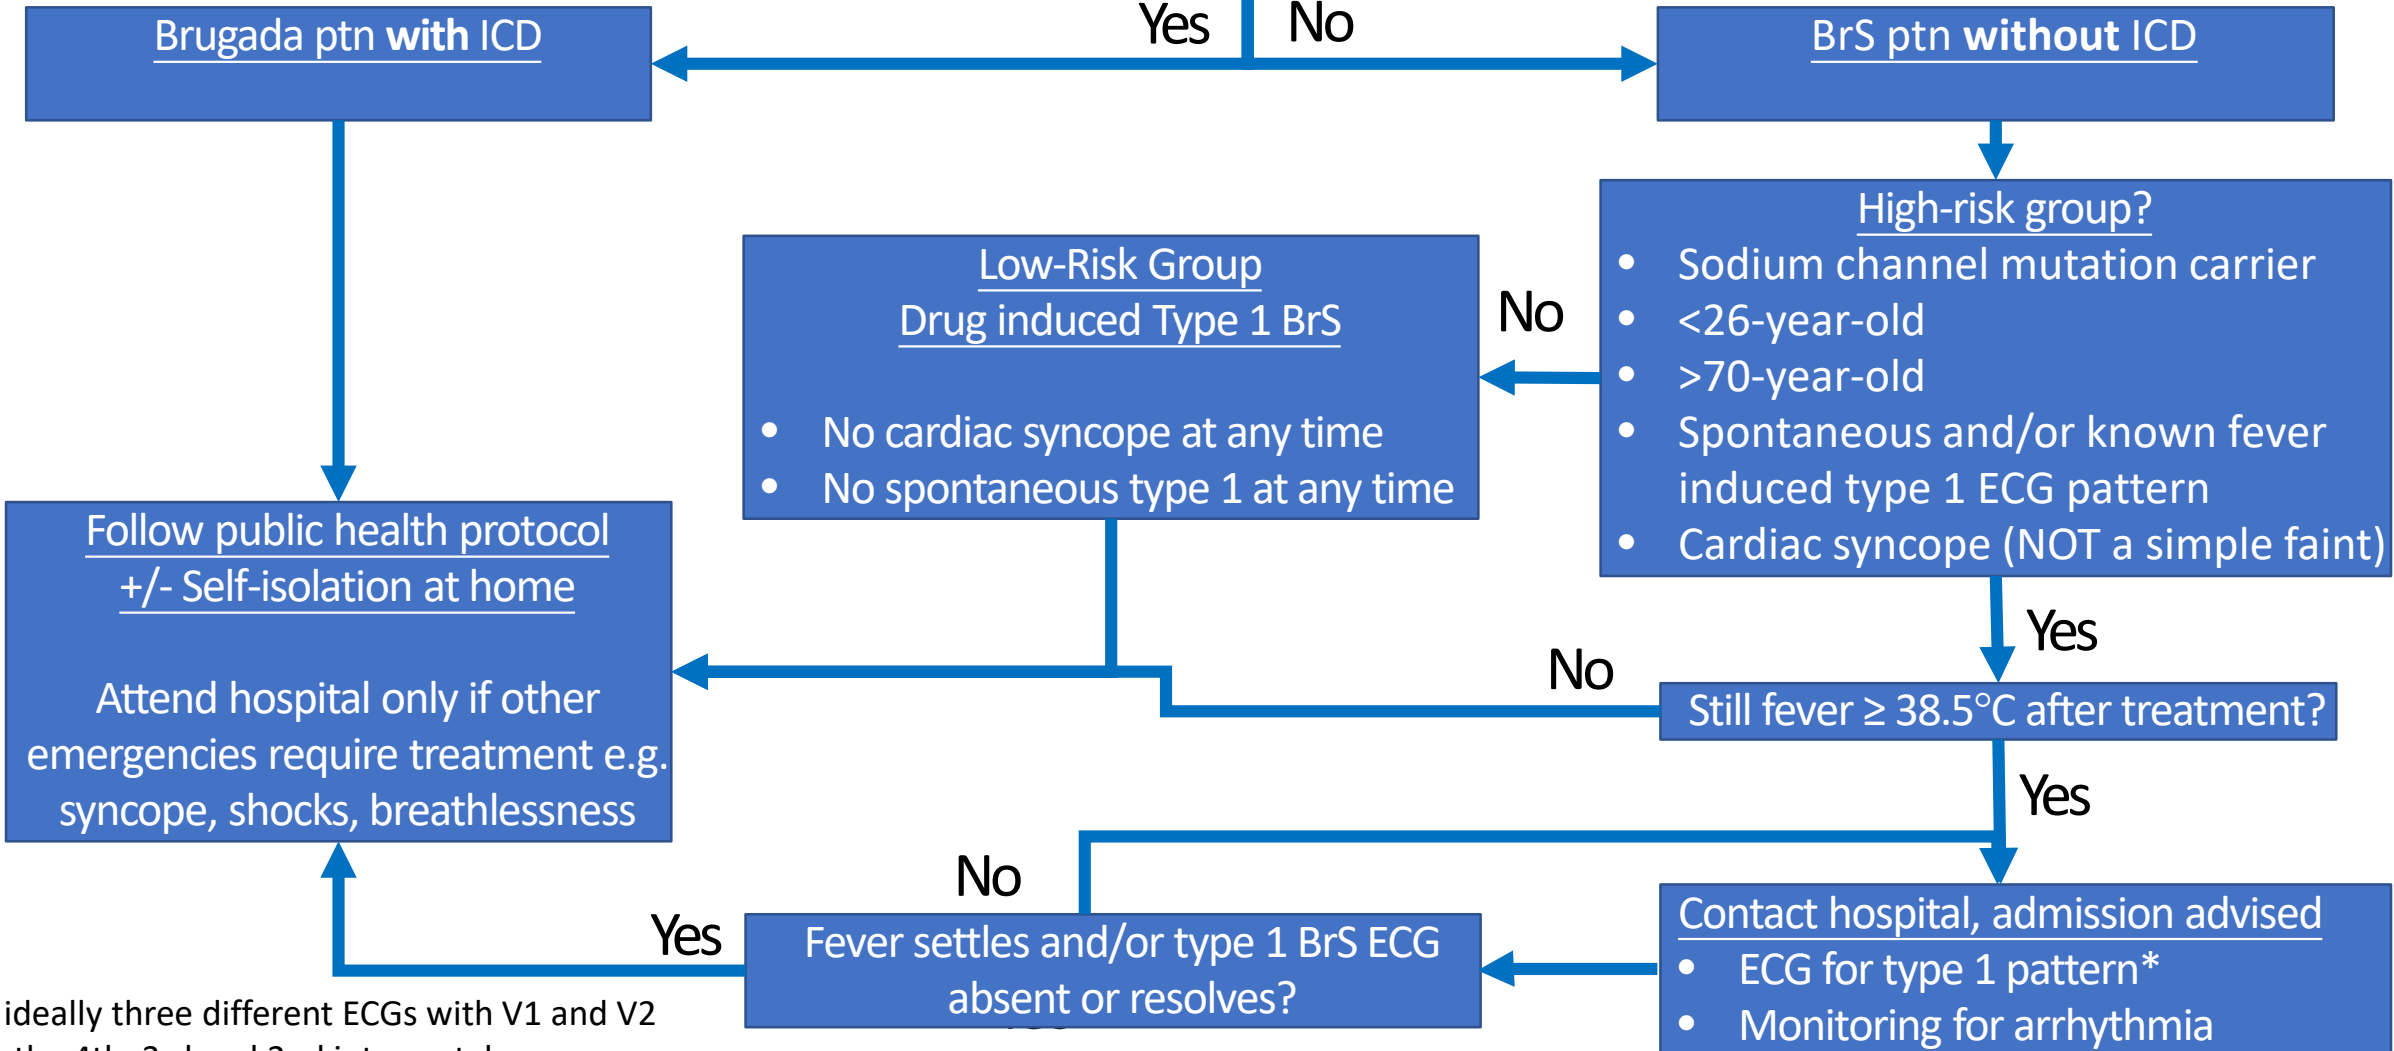 Yes No
Brugada ptn with ICD
BrS ptn without ICD
High-risk group?
• Sodium channel mutation carrier
• <26-year-old
• >70-year-old
• Spontaneous and/or known fever
induced type 1 ECG pattern
• Cardiac syncope (NOT a simple faint)
No
Low-Risk Group
Drug induced Type 1 BrS
• No cardiac syncope at any time
• No spontaneous type 1 at any time
Follow public health protocol
+/- Self-isolation at home
Attend hospital only if other
emergencies require treatment e.g.
syncope, shocks, breathlessness
Yes
No
Still fever ≥ 38.5°C after treatment?
Yes
No
Contact hospital, admission advised
• ECG for type 1 pattern*
• Monitoring for arrhythmia
Yes
Fever settles and/or type 1 BrS ECG
absent or resolves?
ideally three different ECGs with V1 and V2